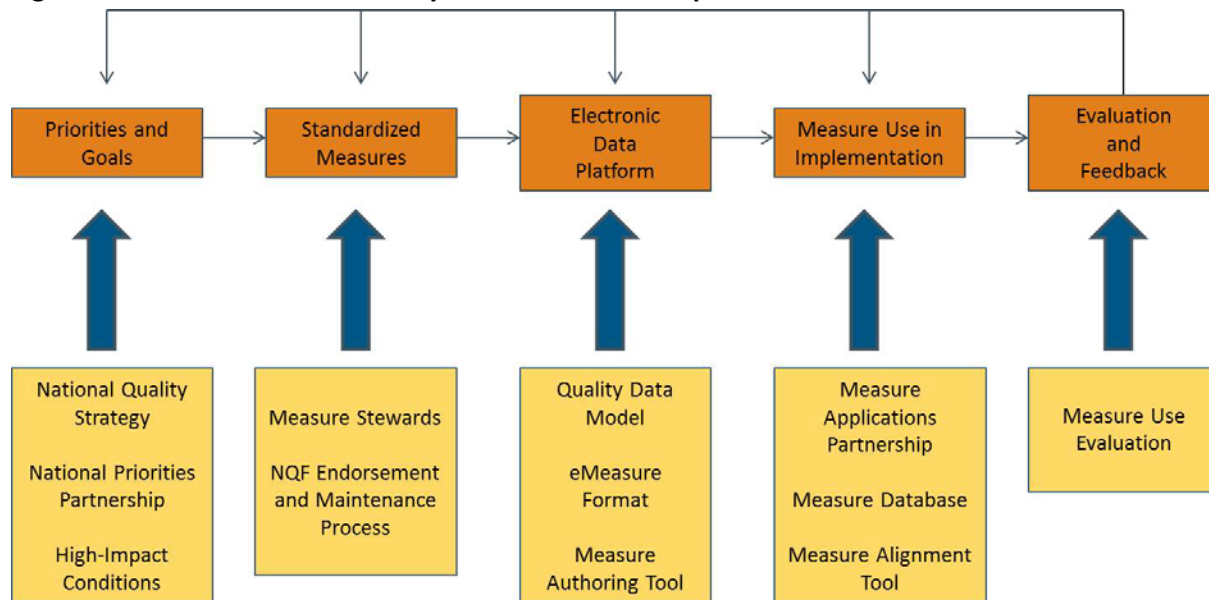 Priorities and
Goals
Standardized
Measures
Electronic
Data
Platform
Measure Use in
Implementation
Evaluation
and
Feedback
National Quality
Strategy
National Priorities
Partnership
High-Impact
Conditions
Measure Stewards
NQF Endorsement
and Maintenance
Process
Quality Data
Model
eMeasure
Format
Measure
Authoring Tool
Measure
Applications
Partnership
Measure Database
Measure Alignment
Tool
Measure Use
Evaluation